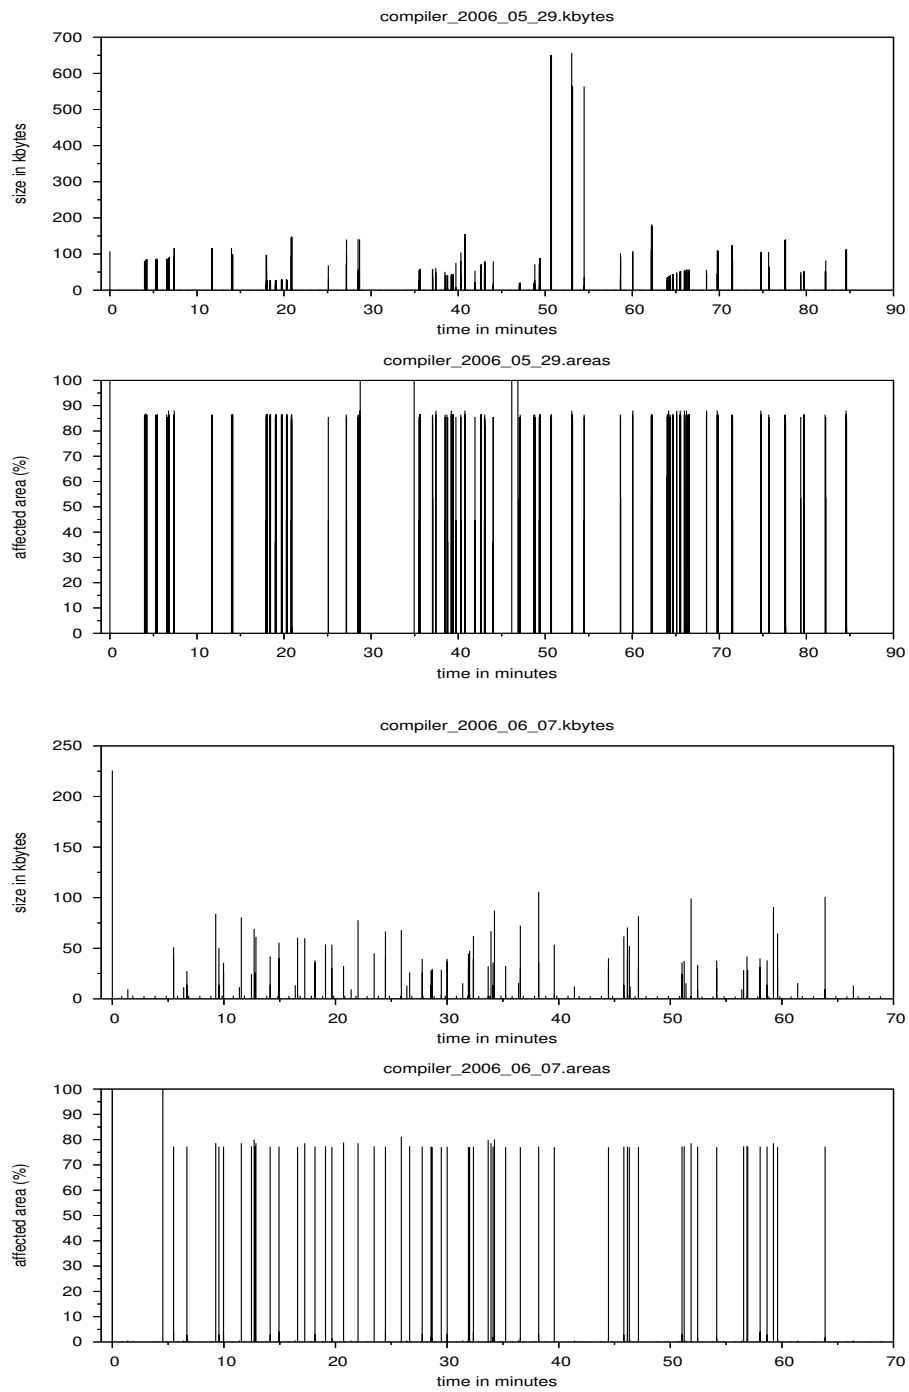 compiler_2006_05_29.kbytes
700
600
500
400
300
200
100
0
size in kbytes
0 10 20 30 40 50 60 70 80 90
time in minutes
compiler_2006_05_29.areas
100
90
80
70
60
50
40
30
20
10
0
affected area (%)
0 10 20 30 40 50 60 70 80 90
time in minutes
compiler_2006_06_07.kbytes
250
200
150
100
50
0
size in kbytes
0 10 20 30 40 50 60 70
time in minutes
compiler_2006_06_07.areas
100
90
80
70
60
50
40
30
20
10
0
affected area (%)
0 10 20 30 40 50 60 70
time in minutes